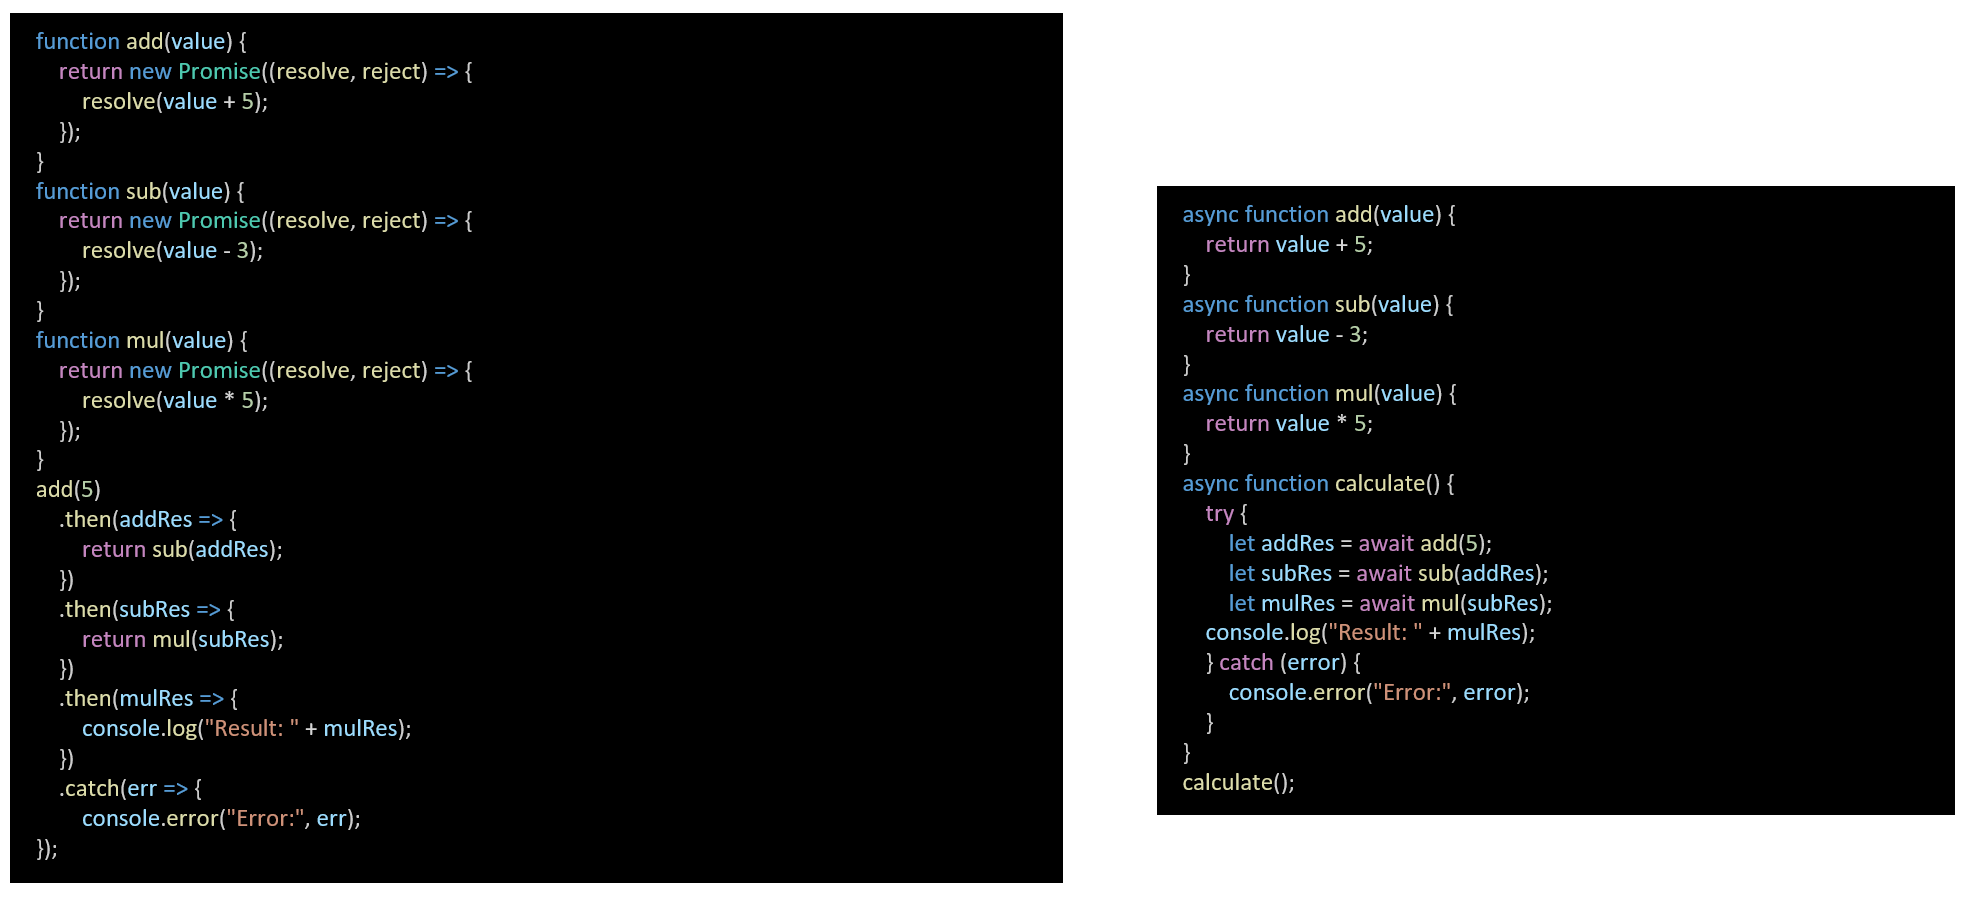 function add(value) {
return new Promise((resolve, reject) => {
resolve(value + 5);
});
}
function sub(value) {
return new Promise((resolve, reject) => {
resolve(value - 3);
});
}
function mul(value) {
return new Promise((resolve, reject) => {
resolve(value * 5);
});
}
add(5)
.then(addRes => {
return sub(addRes);
})
.then(subRes => {
return mul(subRes);
})
.then(mulRes => {
console.log("Result: " + mulRes);
})
.catch(err => {
console.error("Error:", err);
});
async function add(value) {
return value + 5;
}
async function sub(value) {
return value - 3;
}
async function mul(value) {
return value * 5;
}
async function calculate() {
try {
let addRes = await add(5);
let subRes = await sub(addRes);
let mulRes = await mul(subRes);
console.log("Result: " + mulRes);
} catch (error) {
console.error("Error:", error);
}
}
calculate();